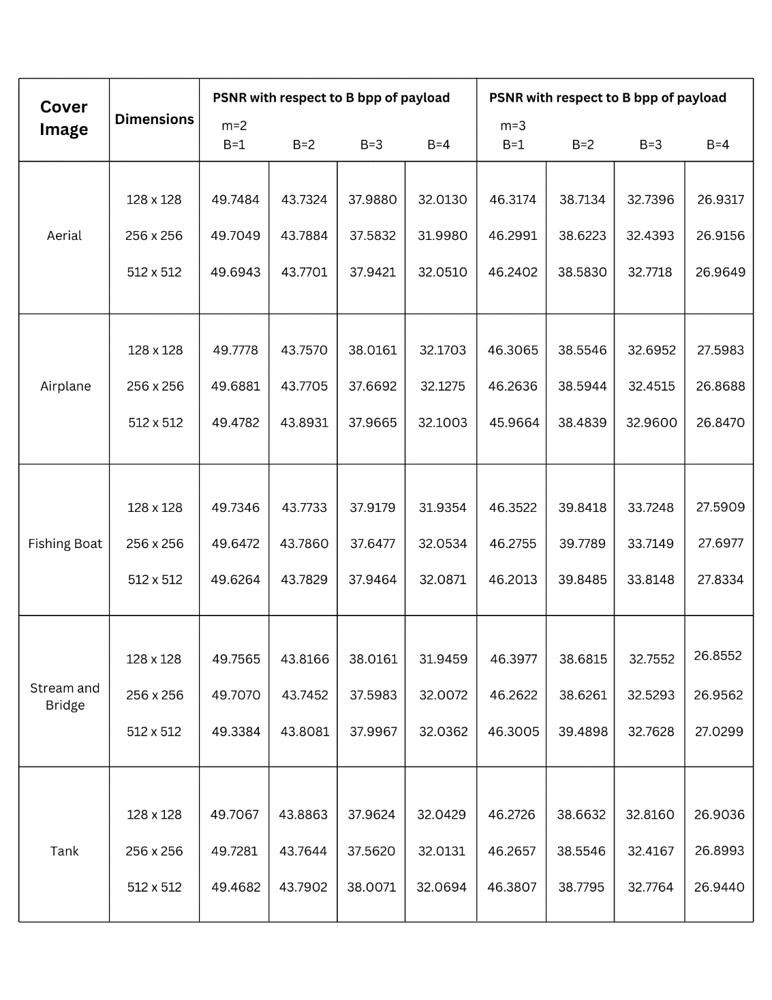 Cover Image Dimensions PSNR with respect to B bpp of payload PSNR with respect to B bpp of payload
m=2 m=3
B=1 B=2 B=3 B=4 B=1 B=2 B=3 B=4
Aerial
128 x 128 49.7484 43.7324 37.9880 32.0130 46.3174 38.7134 32.7396 26.9317
256 x 256 49.7049 43.7884 37.5832 31.9980 46.2991 38.6223 32.4393 26.9156
512 x 512 49.6943 43.7701 37.9421 32.0510 46.2402 38.5830 32.7718 26.9649
Airplane
128 x 128 49.7778 43.7570 38.0161 32.1703 46.3065 38.5546 32.6952 27.5983
256 x 256 49.6881 43.7705 37.6692 32.1275 46.2636 38.5944 32.4515 26.8688
512 x 512 49.4782 43.8931 37.9665 32.1003 45.9664 38.4839 32.9600 26.8470
Fishing Boat
128 x 128 49.7346 43.7733 37.9179 31.9354 46.3522 39.8418 33.7248 27.5909
256 x 256 49.6472 43.7860 37.6477 32.0534 46.2755 39.7789 33.7149 27.6977
512 x 512 49.6264 43.7829 37.9464 32.0871 46.2013 39.8485 33.8148 27.8334
Stream and Bridge
128 x 128 49.7565 43.8166 38.0161 31.9459 46.3977 38.6815 32.7552 26.8552
256 x 256 49.7070 43.7452 37.5983 32.0072 46.2622 38.6261 32.5293 26.9562
512 x 512 49.3384 43.8081 37.9967 32.0362 46.3005 39.4898 32.7628 27.0299
Tank
128 x 128 49.7067 43.8863 37.9624 32.0429 46.2726 38.6632 32.8160 26.9036
256 x 256 49.7281 43.7644 37.5620 32.0131 46.2657 38.5546 32.4167 26.8993
512 x 512 49.4682 43.7902 38.0071 32.0694 46.3807 38.7795 32.7764 26.9440